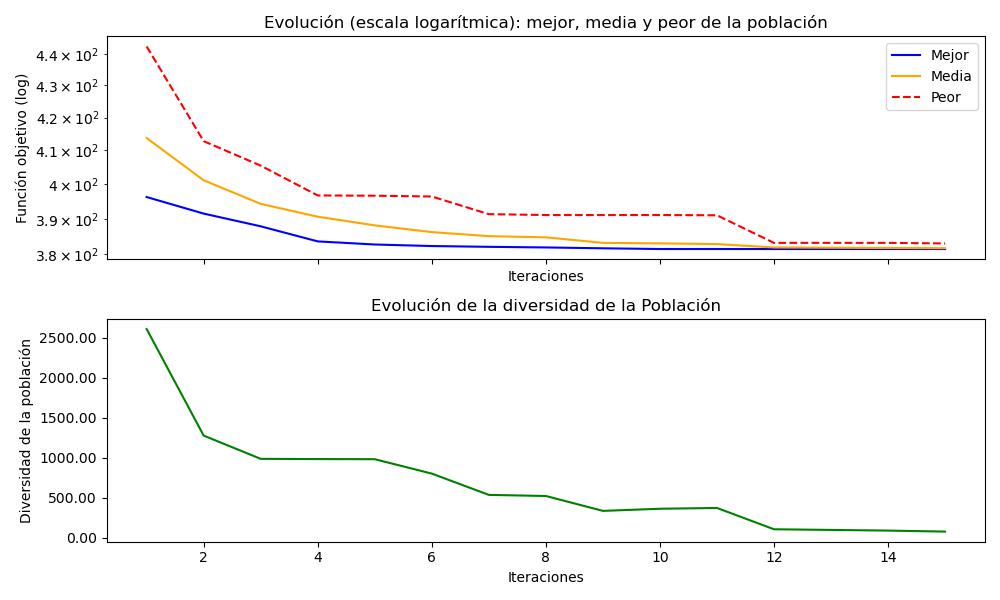 Evolución (escala logarítmica): mejor, media y peor de la población
Función objetivo (log)
4.4 × 10²
4.3 × 10²
4.2 × 10²
4.1 × 10²
4 × 10²
3.9 × 10²
3.8 × 10²
Mejor
Media
Peor
Iteraciones
Evolución de la diversidad de la Población
Diversidad de la población
2500.00
2000.00
1500.00
1000.00
500.00
0.00
2 4 6 8 10 12 14
Iteraciones